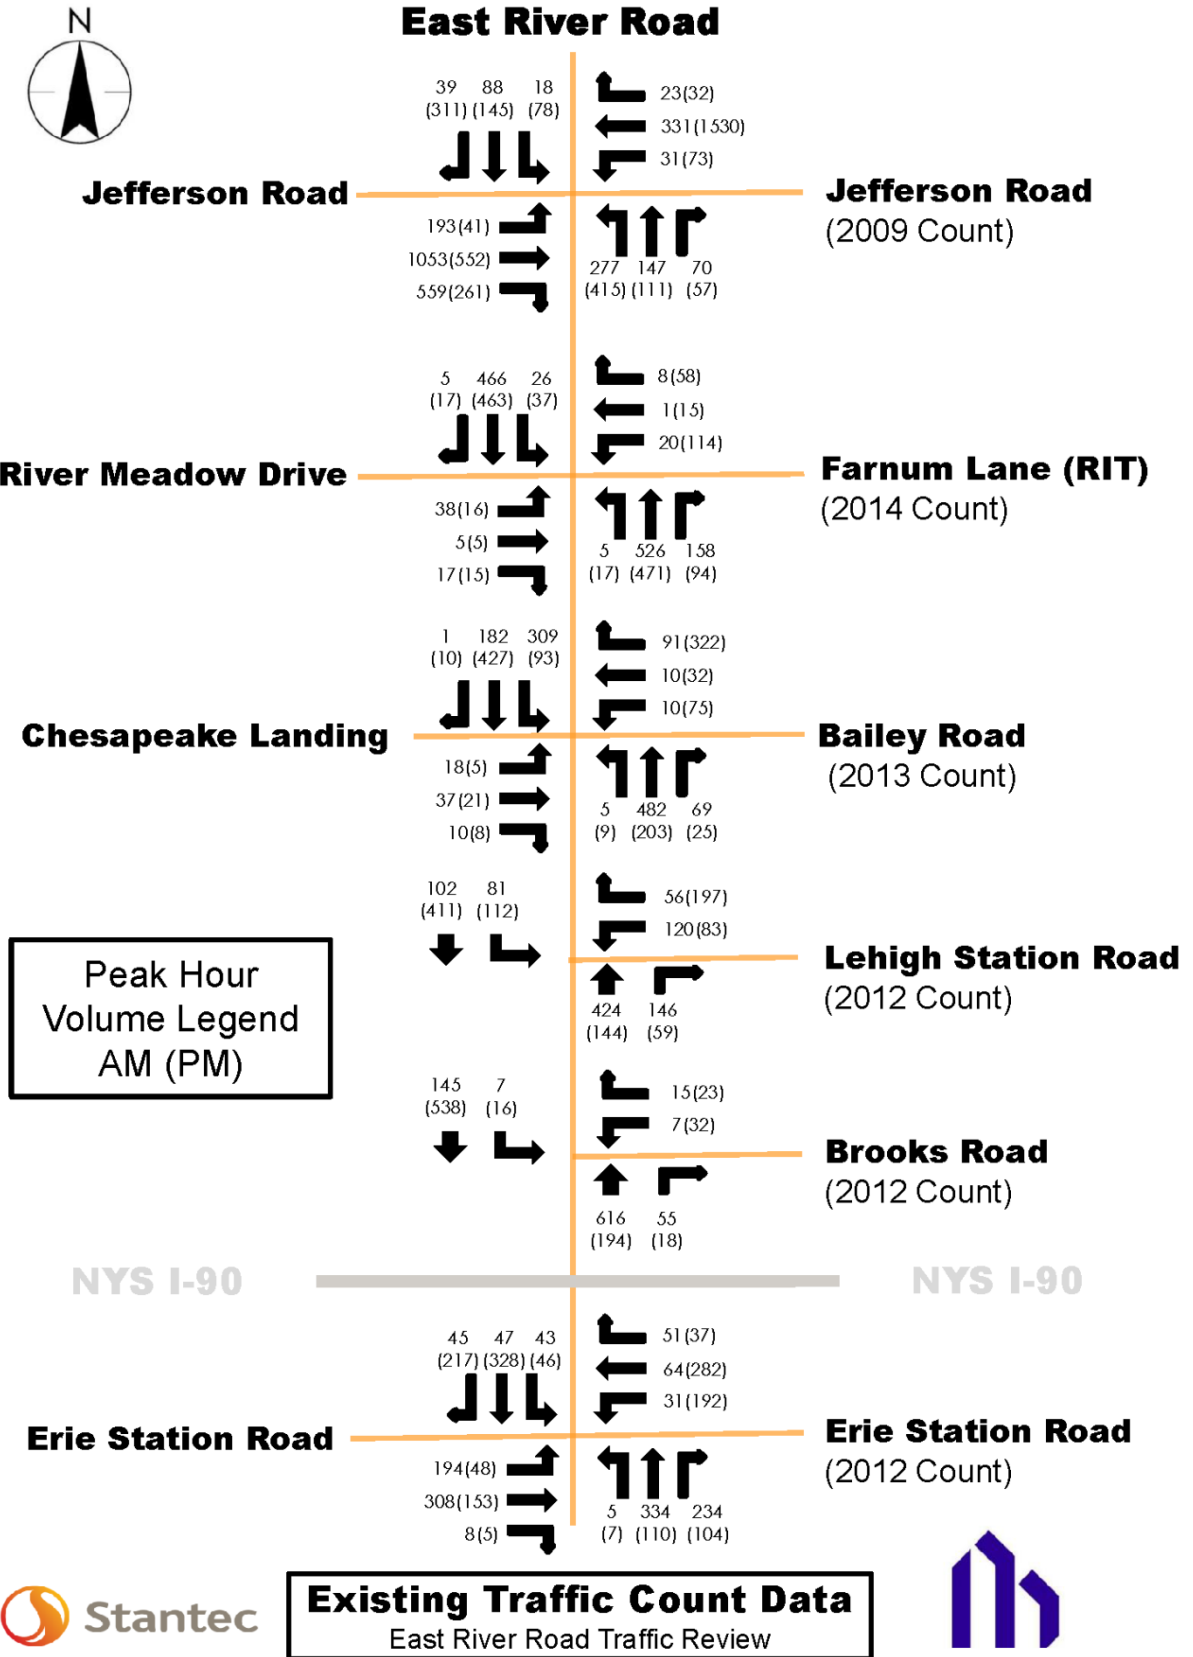 N
East River Road
39 88 18
(311) (145) (78)
23(32)
331(1530)
31(73)
Jefferson Road
Jefferson Road
(2009 Count)
193(41)
1053(552)
559(261)
277 147 70
(415) (111) (57)
5 466 26
(17) (463) (37)
8(58)
1(15)
20(114)
River Meadow Drive
Farnum Lane (RIT)
(2014 Count)
38(16)
5(5)
17(15)
5 526 158
(17) (471) (94)
1 182 309
(10) (427) (93)
91(322)
10(32)
10(75)
Chesapeake Landing
Bailey Road
(2013 Count)
18(5)
37(21)
10(8)
5 482 69
(9) (203) (25)
102 81
(411) (112)
56(197)
120(83)
Lehigh Station Road
(2012 Count)
424 146
(144) (59)
Peak Hour
Volume Legend
AM (PM)
145 7
(538) (16)
15(23)
7(32)
Brooks Road
(2012 Count)
616 55
(194) (18)
NYS I-90
NYS I-90
45 47 43
(217) (328) (46)
51(37)
64(282)
31(192)
Erie Station Road
Erie Station Road
(2012 Count)
194(48)
308(153)
8(5)
5 334 234
(7) (110) (104)
Stantec
Existing Traffic Count Data
East River Road Traffic Review